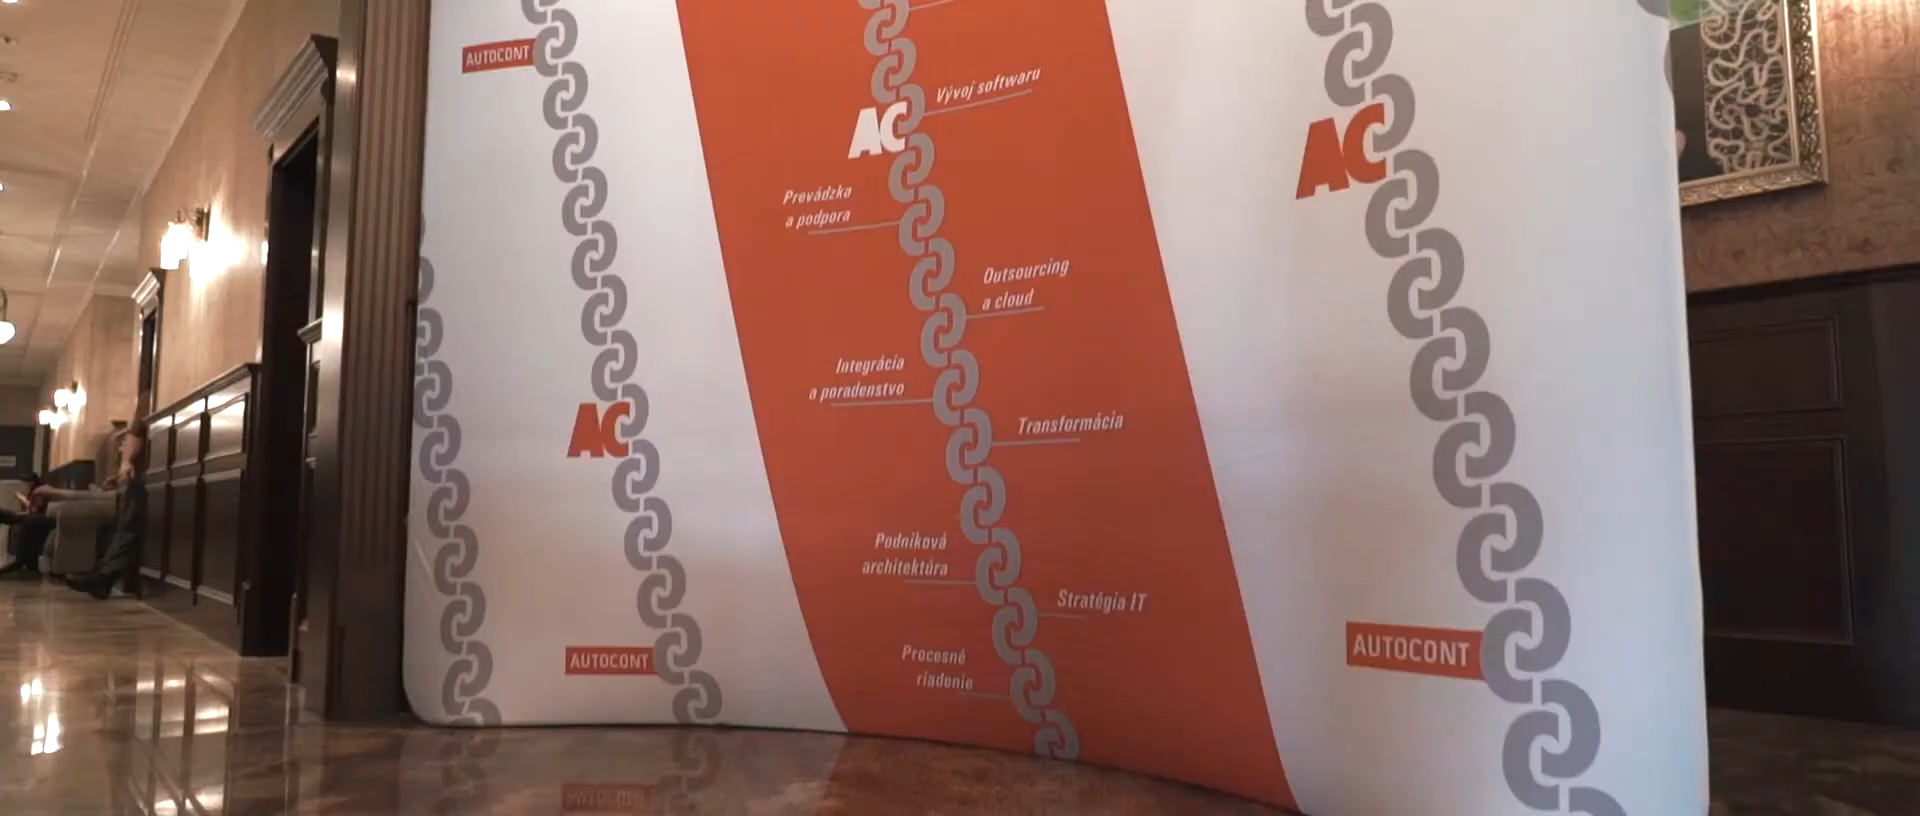 AUTOCONT
AC
AUTOCONT
Vývoj softwaru
AC
Prevádzka
a podpora
Outsourcing
a cloud
Integrácia
a poradenstvo
Transformácia
Podniková
architektúra
Stratégia IT
Procesné
riadenie
AC
AUTOCONT